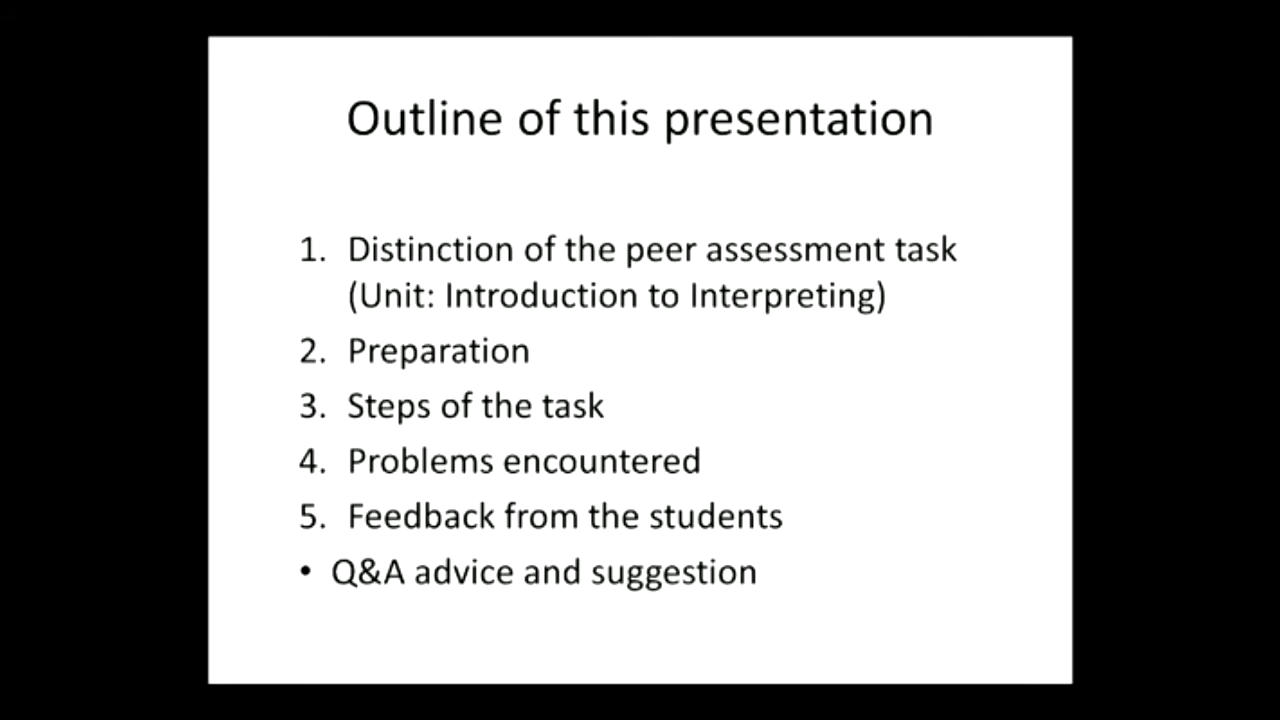 Outline of this presentation
1. Distinction of the peer assessment task
(Unit: Introduction to Interpreting)
2. Preparation
3. Steps of the task
4. Problems encountered
5. Feedback from the students
• Q&A advice and suggestion